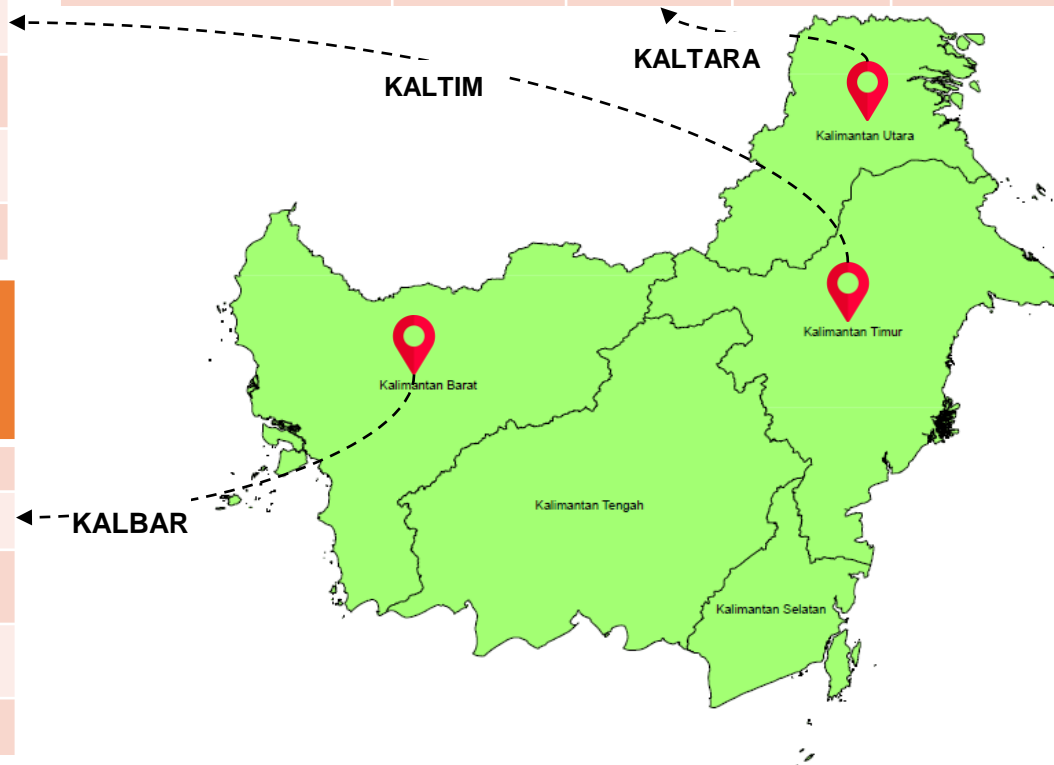 KALTARA
KALTIM
Kalimantan Utara
Kalimantan Timur
Kalimantan Barat
Kalimantan Tengah
KALBAR
Kalimantan Selatan